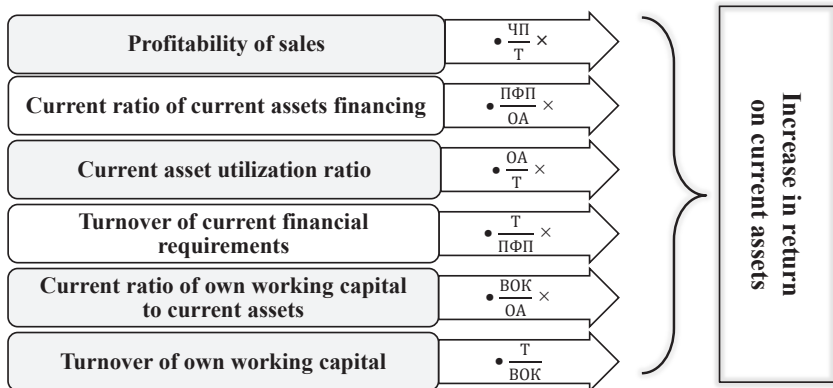 Profitability of sales
• ЧП/Т ×
Current ratio of current assets financing
• ПФП/ОА ×
Current asset utilization ratio
• ОА/Т ×
Turnover of current financial
requirements
• Т/ПФП ×
Current ratio of own working capital
to current assets
• ВОК/ОА ×
Turnover of own working capital
• Т/ВОК
Increase in return
on current assets